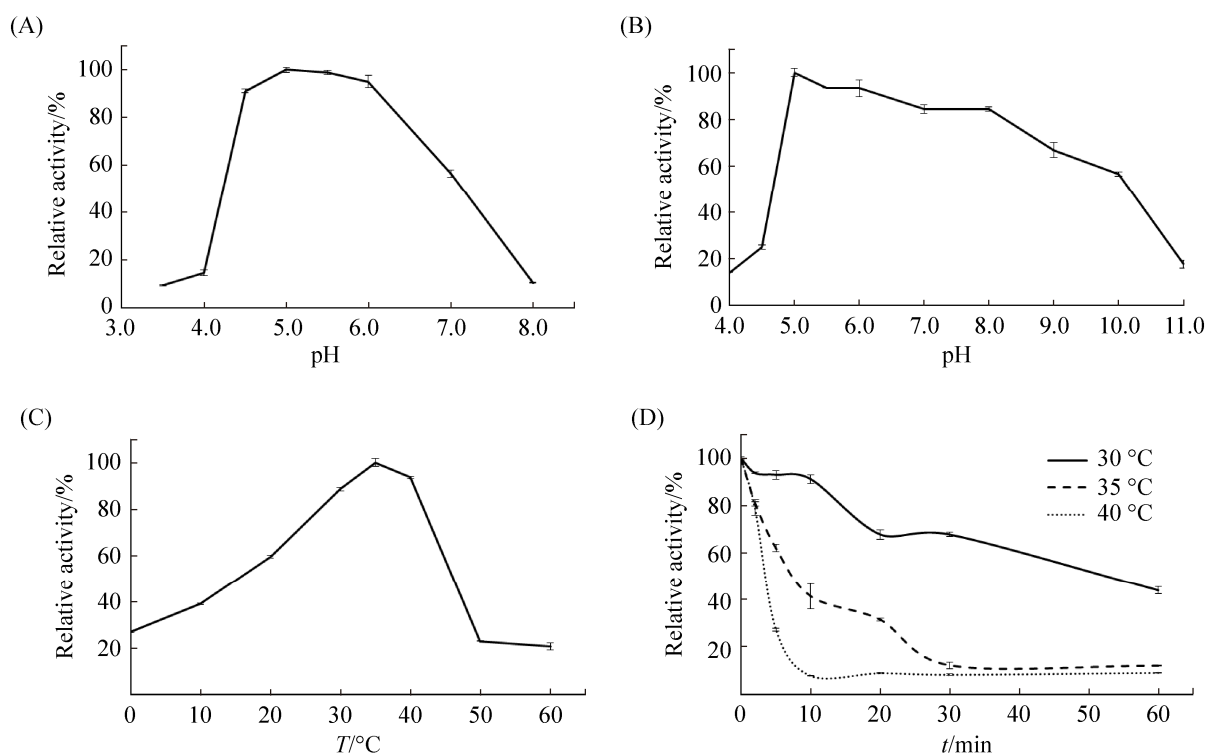 (A)
Relative activity/%
100
80
60
40
20
0
3.0 4.0 5.0 6.0 7.0 8.0
pH
(B)
Relative activity/%
100
80
60
40
20
0
4.0 5.0 6.0 7.0 8.0 9.0 10.0 11.0
pH
(C)
Relative activity/%
100
80
60
40
20
0 10 20 30 40 50 60
T/°C
(D)
Relative activity/%
100
80
60
40
20
30 °C
35 °C
40 °C
0 10 20 30 40 50 60
t/min